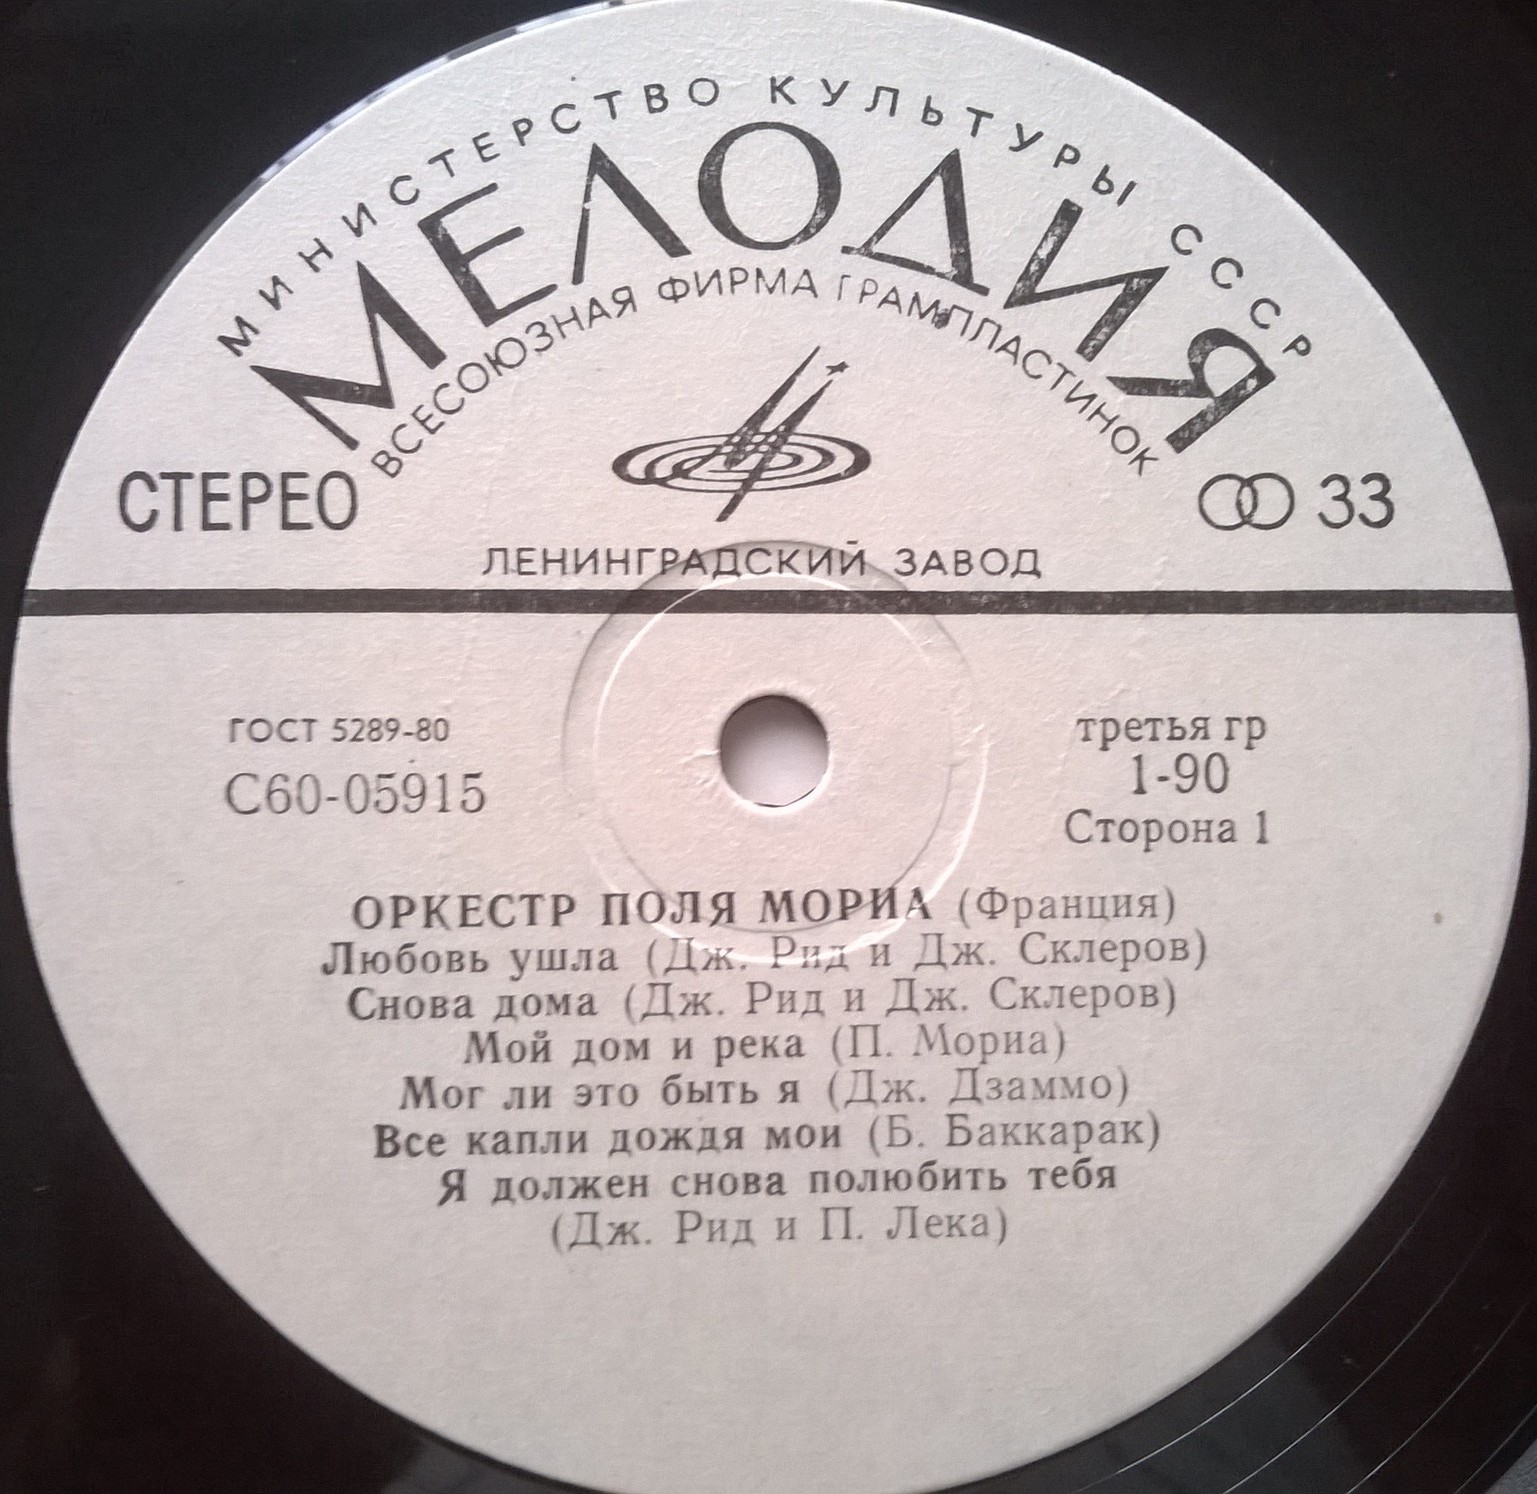 МИНИСТЕРСТВО КУЛЬТУРЫ СССР
МЕЛОДИЯ
ВСЕСОЮЗНАЯ ФИРМА ГРАМПЛАСТИНОК
СТЕРЕО
33
ЛЕНИНГРАДСКИЙ ЗАВОД
ГОСТ 5289-80
С60-05915
третья гр
1-90
Сторона 1
ОРКЕСТР ПОЛЯ МОРИА (Франция)
Любовь ушла (Дж. Рид и Дж. Склеров)
Снова дома (Дж. Рид и Дж. Склеров)
Мой дом и река (П. Мориа)
Мог ли это быть я (Дж. Дзаммо)
Все капли дождя мои (Б. Баккарак)
Я должен снова полюбить тебя
(Дж. Рид и П. Лека)